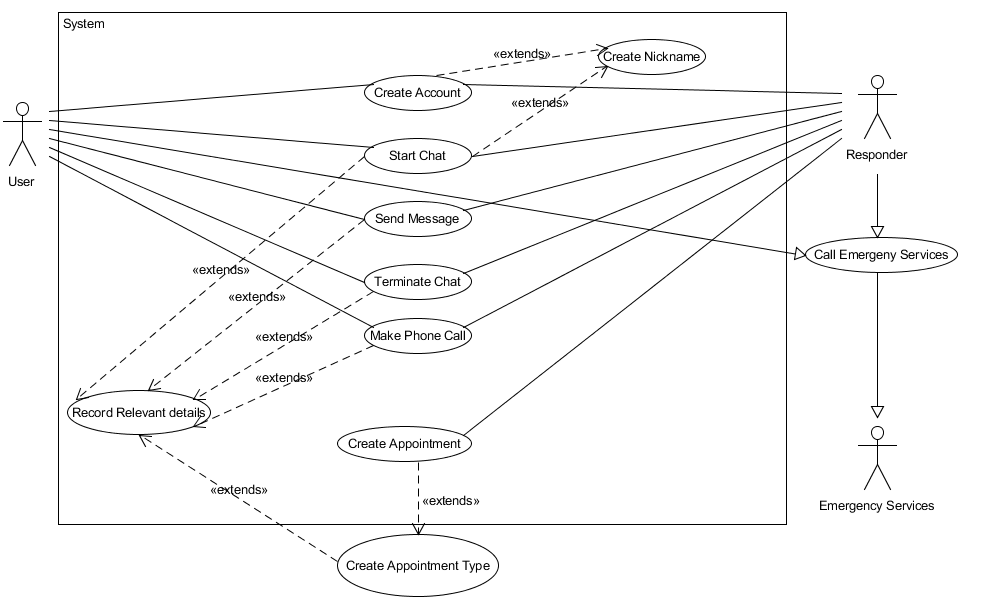 System
«extends»
Create Nickname
Create Account
«extends»
Start Chat
Responder
User
Send Message
Call Emergeny Services
«extends»
Terminate Chat
«extends»
«extends»
Make Phone Call
«extends»
Record Relevant details
Create Appointment
«extends»
«extends»
Emergency Services
Create Appointment Type